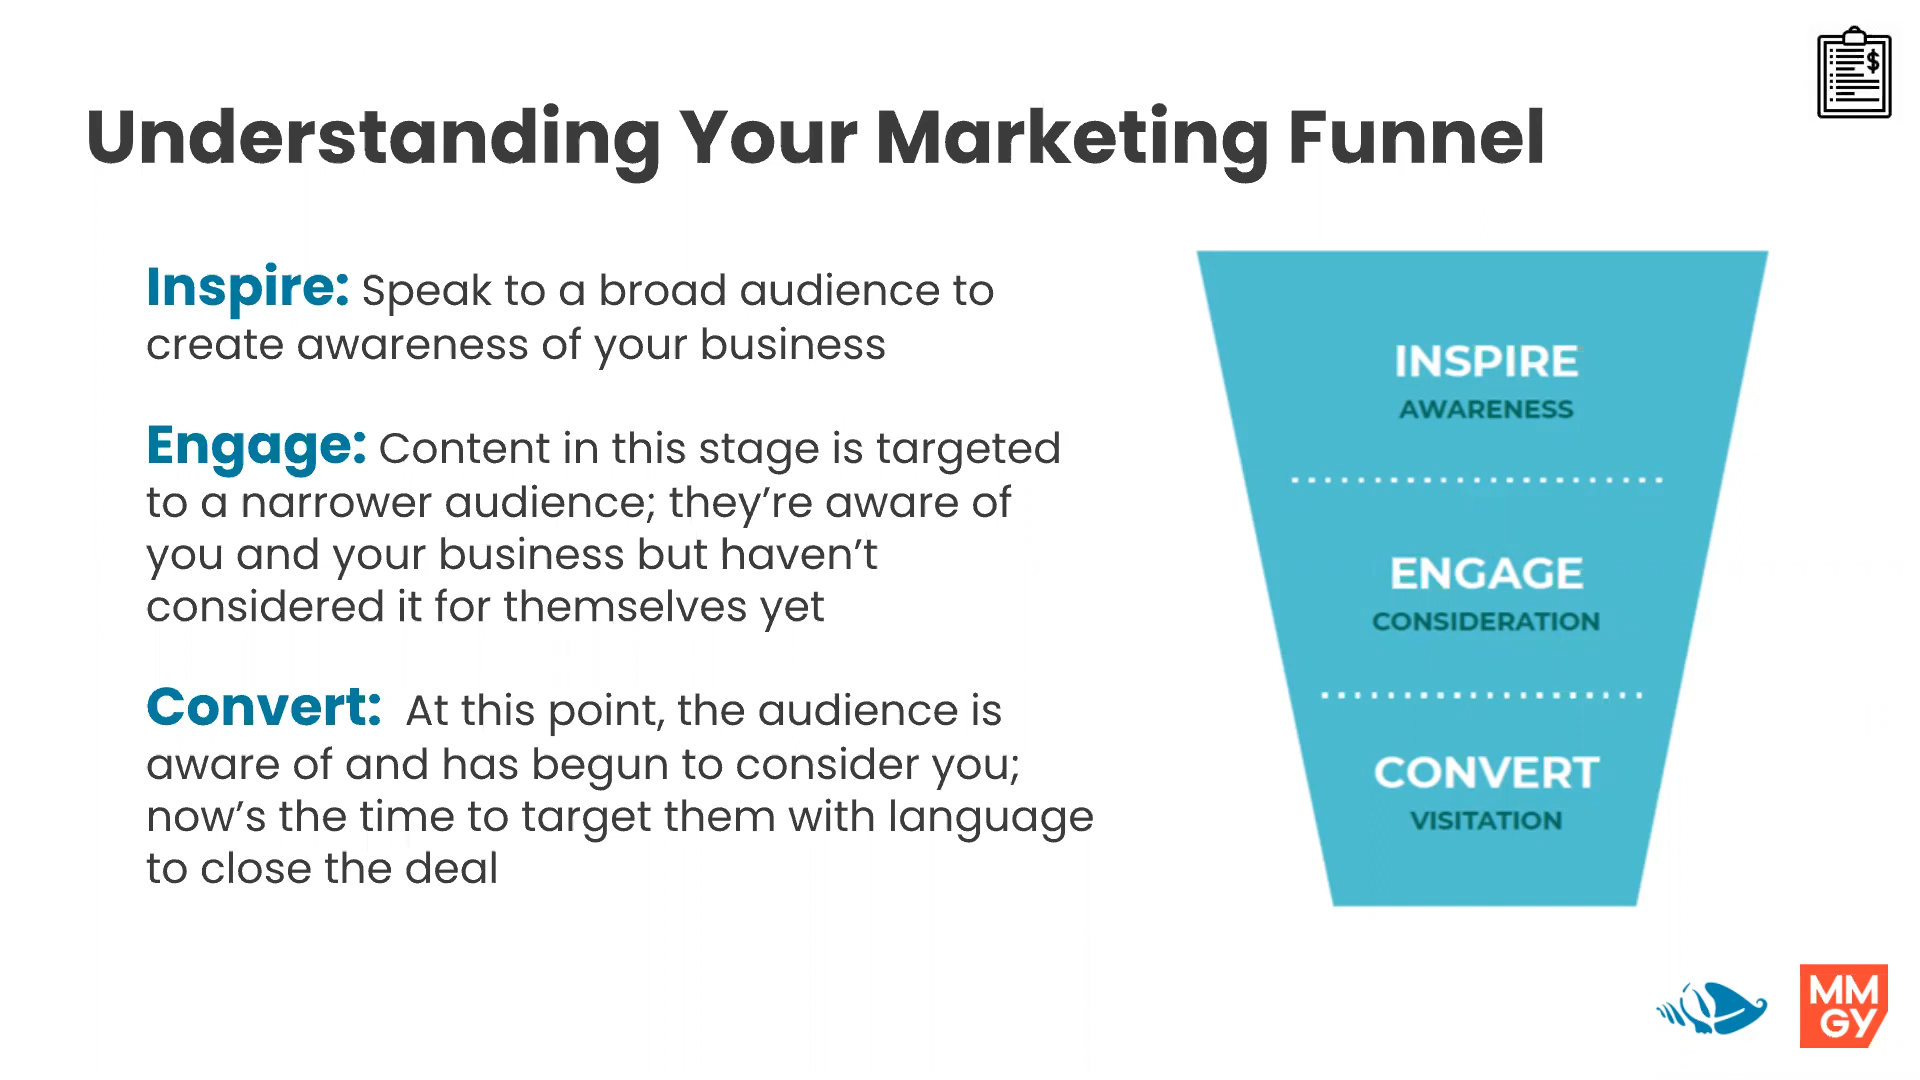 Understanding Your Marketing Funnel
Inspire: Speak to a broad audience to
create awareness of your business
Engage: Content in this stage is targeted
to a narrower audience; they’re aware of
you and your business but haven’t
considered it for themselves yet
Convert: At this point, the audience is
aware of and has begun to consider you;
now’s the time to target them with language
to close the deal
INSPIRE
AWARENESS
ENGAGE
CONSIDERATION
CONVERT
VISITATION
$
MM
GY